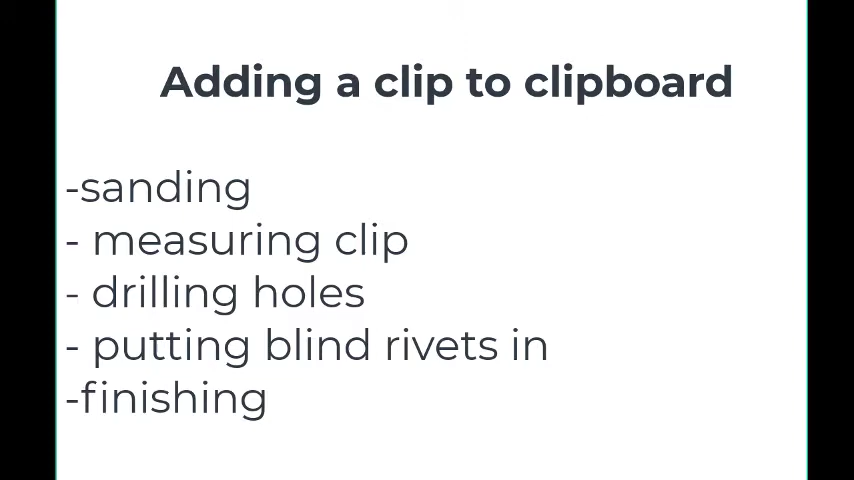 Adding a clip to clipboard
-sanding
- measuring clip
- drilling holes
- putting blind rivets in
-finishing